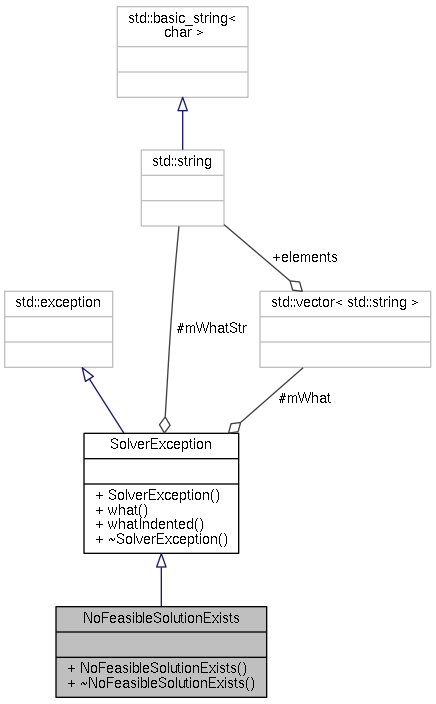 std::basic_string<
char >
std::string
+elements
std::exception
std::vector< std::string >
#mWhatStr
#mWhat
SolverException
+ SolverException()
+ what()
+ whatIndented()
+ ~SolverException()
NoFeasibleSolutionExists
+ NoFeasibleSolutionExists()
+ ~NoFeasibleSolutionExists()